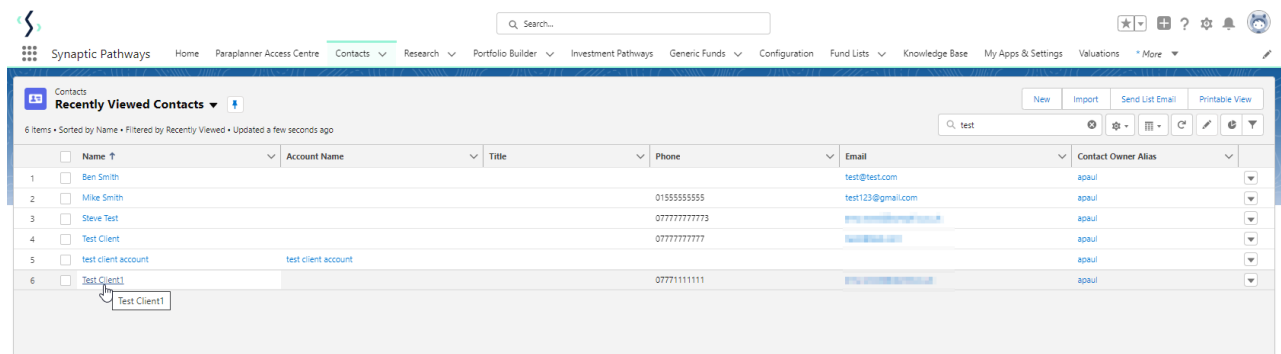 Search...
Synaptic Pathways Home Paraplanner Access Centre Contacts Research Portfolio Builder Investment Pathways Generic Funds Configuration Fund Lists Knowledge Base My Apps & Settings Valuations * More
Contacts
Recently Viewed Contacts
New Import Send List Email Printable View
6 items • Sorted by Name • Filtered by Recently Viewed • Updated a few seconds ago
test
Name ↑ Account Name Title Phone Email Contact Owner Alias
1 Ben Smith test@test.com apaul
2 Mike Smith 01555555555 test123@gmail.com apaul
3 Steve Test 077777777773 apaul
4 Test Client 07777777777 apaul
5 test client account test client account apaul
6 Test Client1 07771111111 apaul
Test Client1